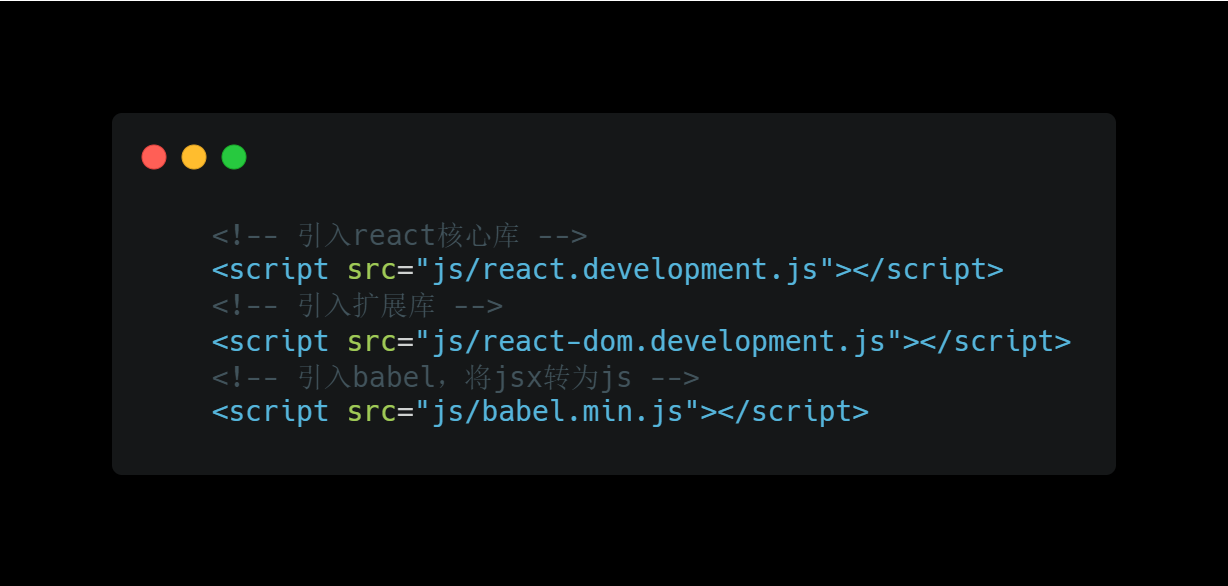 <!-- 引入react核心库 -->
<script src="js/react.development.js"></script>
<!-- 引入扩展库 -->
<script src="js/react-dom.development.js"></script>
<!-- 引入babel，将jsx转为js -->
<script src="js/babel.min.js"></script>